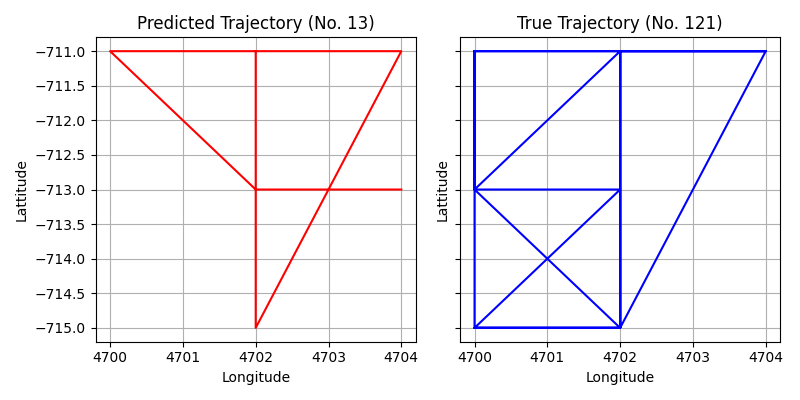 Predicted Trajectory (No. 13)
−711.0
−711.5
−712.0
−712.5
−713.0
−713.5
−714.0
−714.5
−715.0
Lattitude
4700 4701 4702 4703 4704
Longitude
True Trajectory (No. 121)
Lattitude
4700 4701 4702 4703 4704
Longitude